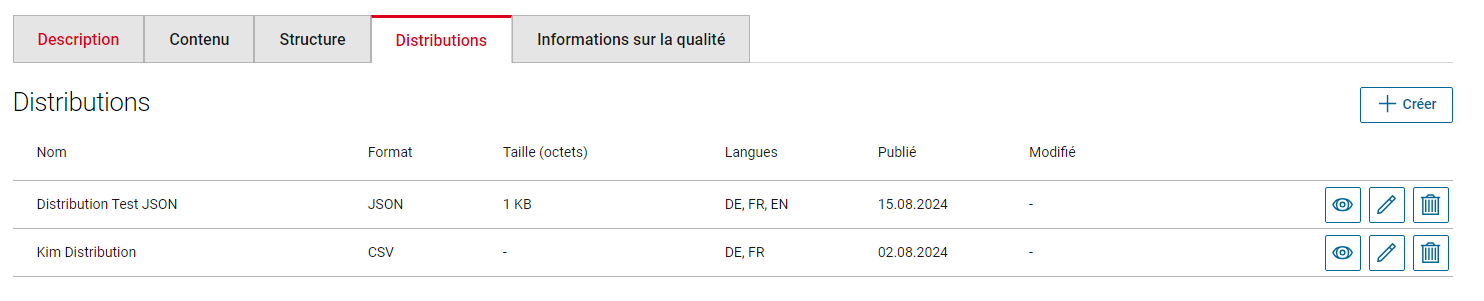 Description Contenu Structure Distributions Informations sur la qualité
Distributions
Créer
Nom Format Taille (octets) Langues Publié Modifié
Distribution Test JSON JSON 1 KB DE, FR, EN 15.08.2024 -
Kim Distribution CSV - DE, FR 02.08.2024 -